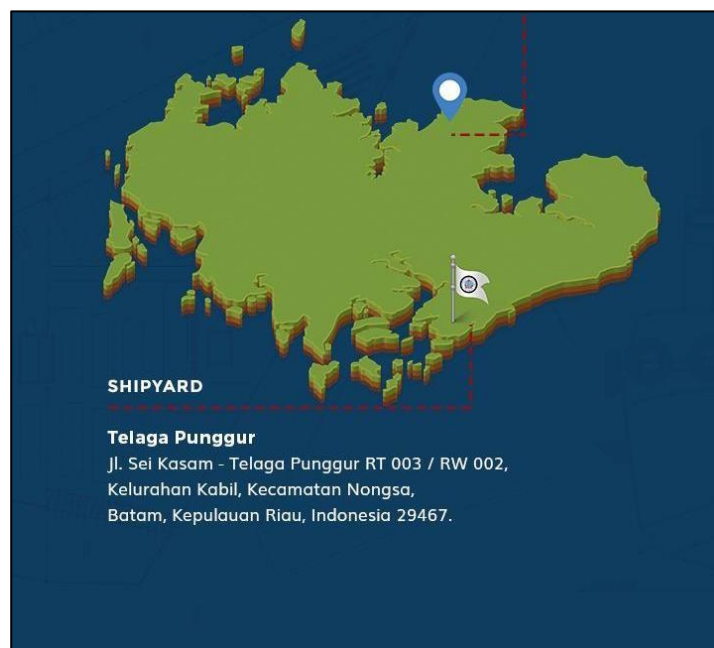 SHIPYARD
Telaga Punggur
Jl. Sei Kasam - Telaga Punggur RT 003 / RW 002,
Kelurahan Kabil, Kecamatan Nongsa,
Batam, Kepulauan Riau, Indonesia 29467.